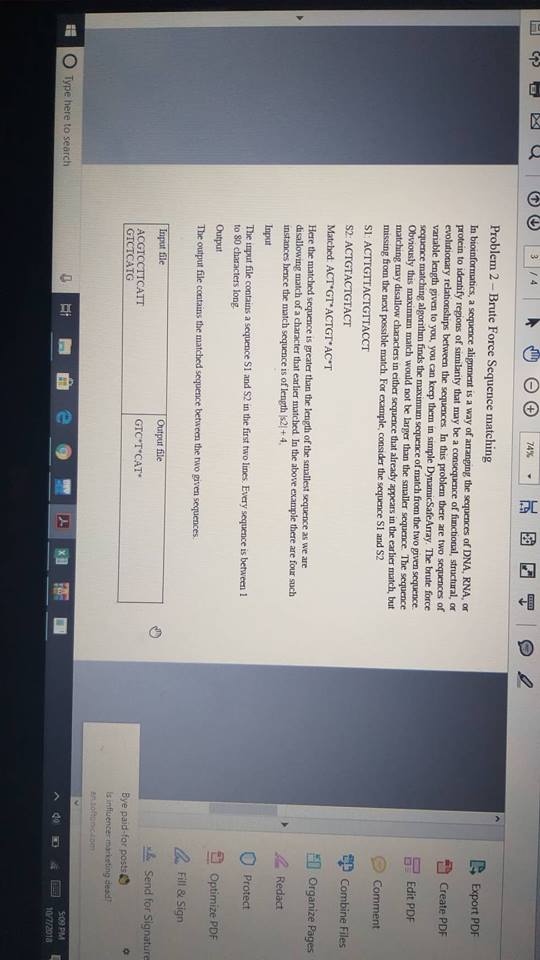 3 / 4
74%
Problem 2 – Brute Force Sequence matching
In bioinformatics, a sequence alignment is a way of arranging the sequences of DNA, RNA, or
protein to identify regions of similarity that may be a consequence of functional, structural, or
evolutionary relationships between the sequences. In this problem there are two sequences of
variable length given to you, you can keep them in simple DynamicSafeArray. The brute force
sequence matching algorithm finds the maximum sequence of match from the two given sequence.
Obviously this maximum match would not be larger than the smaller sequence. The sequence
matching may disallow characters in either sequence that already appears in the earlier match, but
missing from the next possible match. For example, consider the sequence S1 and S2
S1: ACTTGTTACTGTTACCT
S2: ACTGTACTGTACT
Matched: ACT*GT*ACTGT*AC*T
Here the matched sequence is greater than the length of the smallest sequence as we are
disallowing match of a character that earlier matched. In the above example there are four such
instances hence the match sequence is of length |s2| + 4.
Input
The input file contains a sequence S1 and S2 in the first two lines. Every sequence is between 1
to 80 characters long.
Output
The output file contains the matched sequence between the two given sequences.
Input file
Output file
ACGTCCTTCATT
GTCTCATG
GTC*T*CAT*
Export PDF
Create PDF
Edit PDF
Comment
Combine Files
Organize Pages
Redact
Protect
Optimize PDF
Fill & Sign
Send for Signature
Bye paid-for posts
Is influencer marketing dead?
en.softonic.com
Type here to search
5:09 PM
10/7/2018